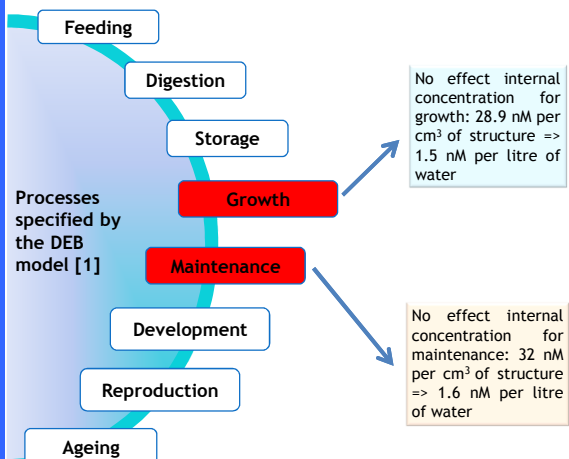 Feeding
Digestion
Storage
Growth
Maintenance
Development
Reproduction
Ageing
Processes
specified by
the DEB
model [1]
No effect internal
concentration for
growth: 28.9 nM per
cm³ of structure =>
1.5 nM per litre of
water
No effect internal
concentration for
maintenance: 32 nM
per cm³ of structure
=> 1.6 nM per litre
of water